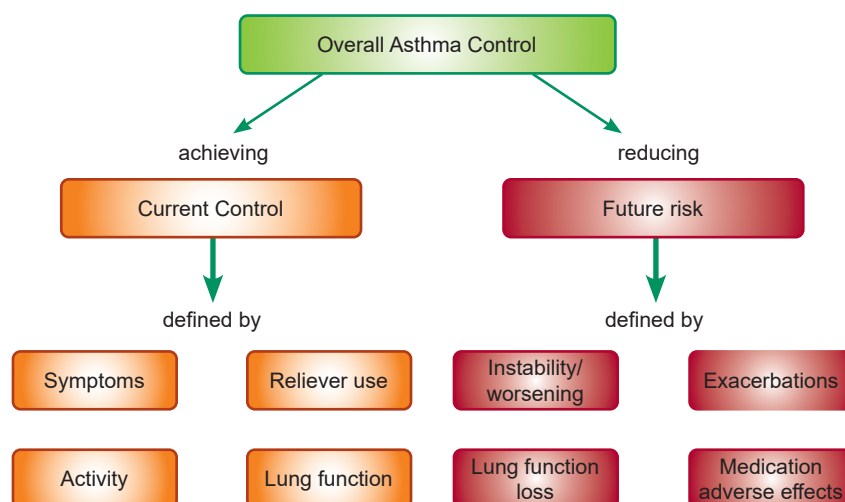 Overall Asthma Control
achieving
reducing
Current Control
Future risk
defined by
defined by
Symptoms
Reliever use
Instability/
worsening
Exacerbations
Activity
Lung function
Lung function
loss
Medication
adverse effects